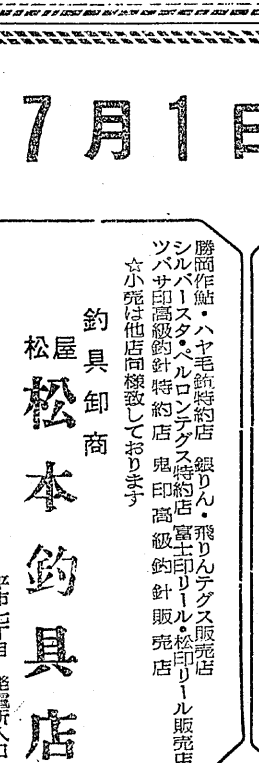 7月1日
勝岡作鮎・ハヤ毛鈎特約店 銀りん・飛りんテグス販売店
シルバースタ・ベルロンテグス特約店 富士印リール・松印リール販売店
ツバサ印高級釣針特約店 鬼印高級釣針販売店
☆小売は他店同様致しております
釣具卸商
松屋
松本釣具店